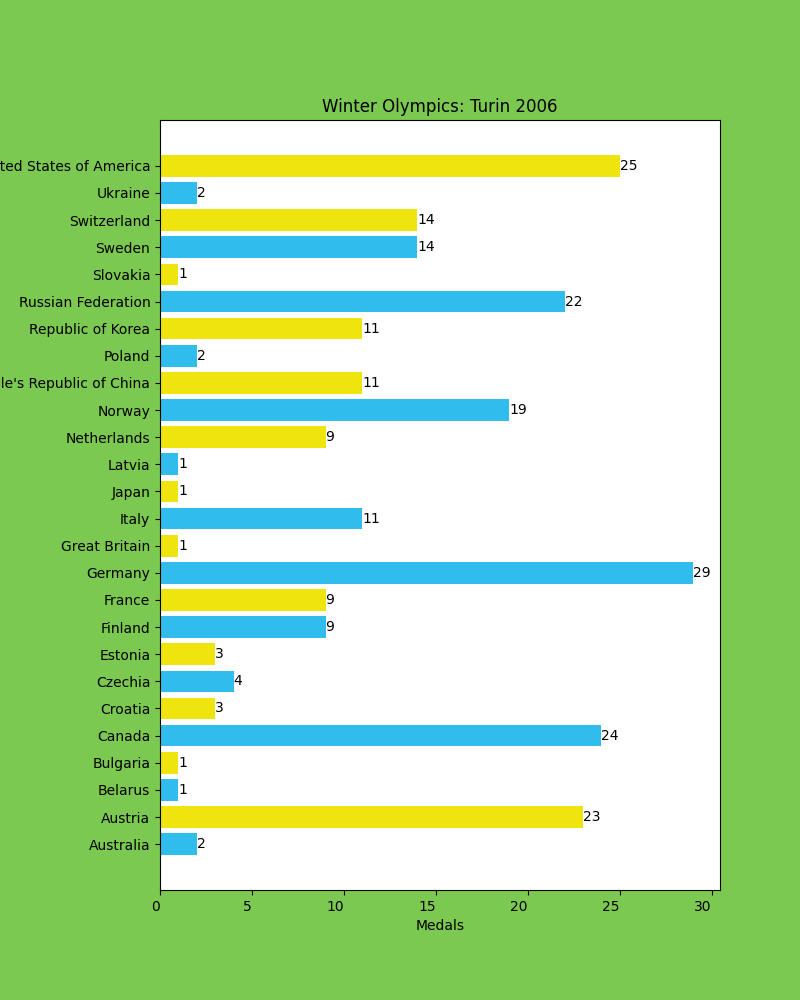 Winter Olympics: Turin 2006
ted States of America 25
Ukraine 2
Switzerland 14
Sweden 14
Slovakia 1
Russian Federation 22
Republic of Korea 11
Poland 2
le's Republic of China 11
Norway 19
Netherlands 9
Latvia 1
Japan 1
Italy 11
Great Britain 1
Germany 29
France 9
Finland 9
Estonia 3
Czechia 4
Croatia 3
Canada 24
Bulgaria 1
Belarus 1
Austria 23
Australia 2
0 5 10 15 20 25 30
Medals